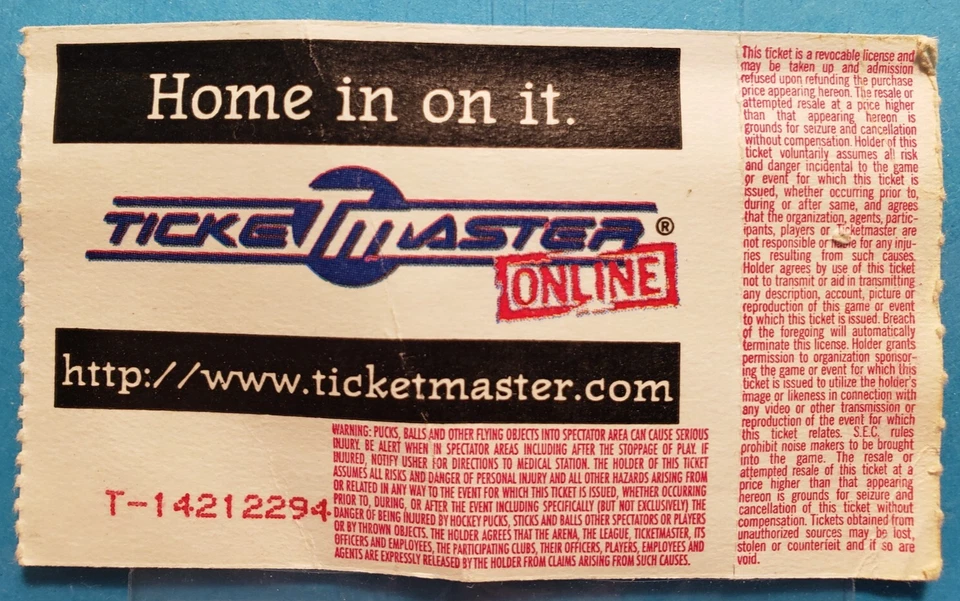 Home in on it.
TICKETMASTER®
ONLINE
http://www.ticketmaster.com
T-14212294
WARNING: PUCKS, BALLS AND OTHER FLYING OBJECTS INTO SPECTATOR AREA CAN CAUSE SERIOUS
INJURY. BE ALERT WHEN IN SPECTATOR AREAS INCLUDING AFTER THE STOPPAGE OF PLAY. IF
INJURED, NOTIFY USHER FOR DIRECTIONS TO MEDICAL STATION. THE HOLDER OF THIS TICKET
ASSUMES ALL RISKS AND DANGER OF PERSONAL INJURY AND ALL OTHER HAZARDS ARISING FROM
OR RELATED IN ANY WAY TO THE EVENT FOR WHICH THIS TICKET IS ISSUED, WHETHER OCCURRING
PRIOR TO, DURING, OR AFTER THE EVENT INCLUDING SPECIFICALLY (BUT NOT EXCLUSIVELY) THE
DANGER OF BEING INJURED BY HOCKEY PUCKS, STICKS AND BALLS OTHER SPECTATORS OR PLAYERS
OR BY THROWN OBJECTS. THE HOLDER AGREES THAT THE ARENA, THE LEAGUE, TICKETMASTER, ITS
OFFICERS AND EMPLOYEES, THE PARTICIPATING CLUBS, THEIR OFFICERS, PLAYERS, EMPLOYEES AND
AGENTS ARE EXPRESSLY RELEASED BY THE HOLDER FROM CLAIMS ARISING FROM SUCH CAUSES.
This ticket is a revocable license and
may be taken up and admission
refused upon refunding the purchase
price appearing hereon. The resale or
attempted resale at a price higher
than that appearing hereon is
grounds for seizure and cancellation
without compensation. Holder of this
ticket voluntarily assumes all risk
and danger incidental to the game
or event for which this ticket is
issued, whether occurring prior to,
during or after same, and agrees
that the organization, agents, partic-
ipants, players or Ticketmaster are
not responsible or for any inju-
ries resulting from such causes.
Holder agrees by use of this ticket
not to transmit or aid in transmitting
any description, account, picture or
reproduction of this game or event
to which this ticket is issued. Breach
of the foregoing will automatically
terminate this license. Holder grants
permission to organization sponsor-
ing the game or event for which this
ticket is issued to utilize the holder's
image or likeness in connection with
any video or other transmission or
reproduction of the event for which
this ticket relates. S.E.C. rules
prohibit noise makers to be brought
into the game. The resale or
attempted resale of this ticket at a
price higher than that appearing
hereon is grounds for seizure and
cancellation of this ticket without
compensation. Tickets obtained from
unauthorized sources may be lost,
stolen or counterfeit and if so are
void.